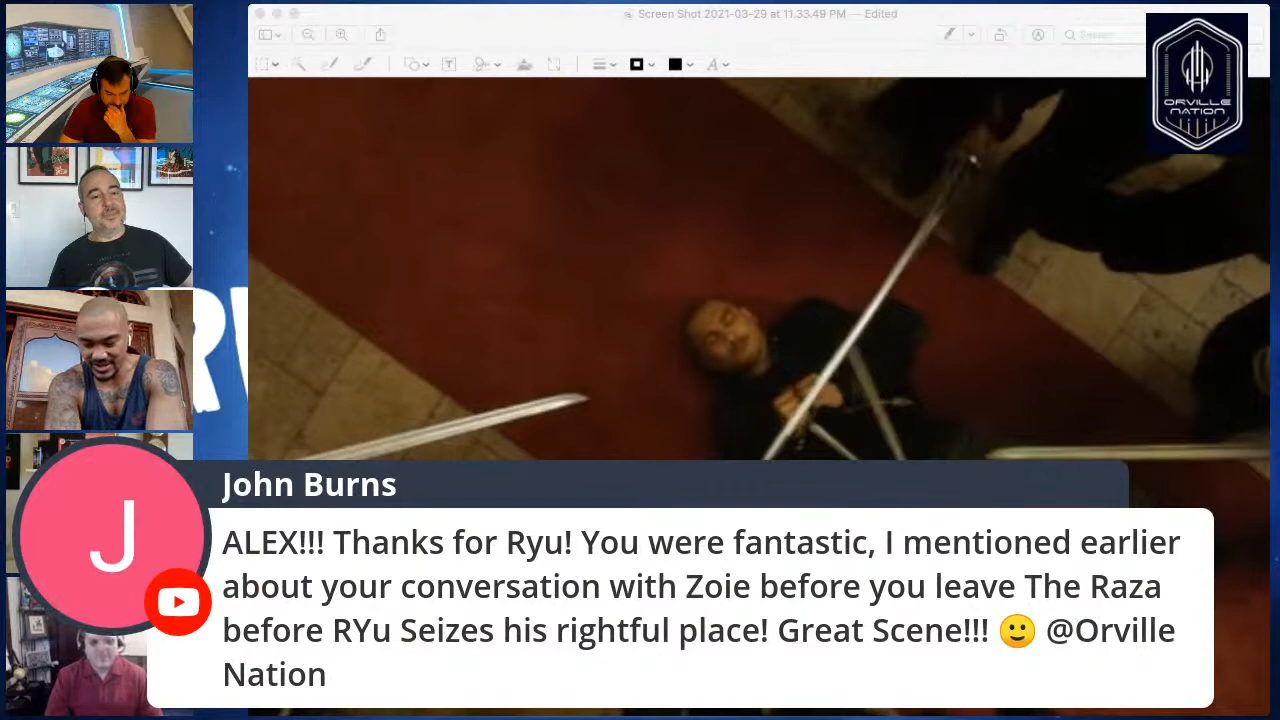 Screen Shot 2021-03-29 at 11.33.49 PM — Edited
Search
ORVILLE
NATION
R
John Burns
J
ALEX!!! Thanks for Ryu! You were fantastic, I mentioned earlier
about your conversation with Zoie before you leave The Raza
before RYu Seizes his rightful place! Great Scene!!! 🙂 @Orville
Nation